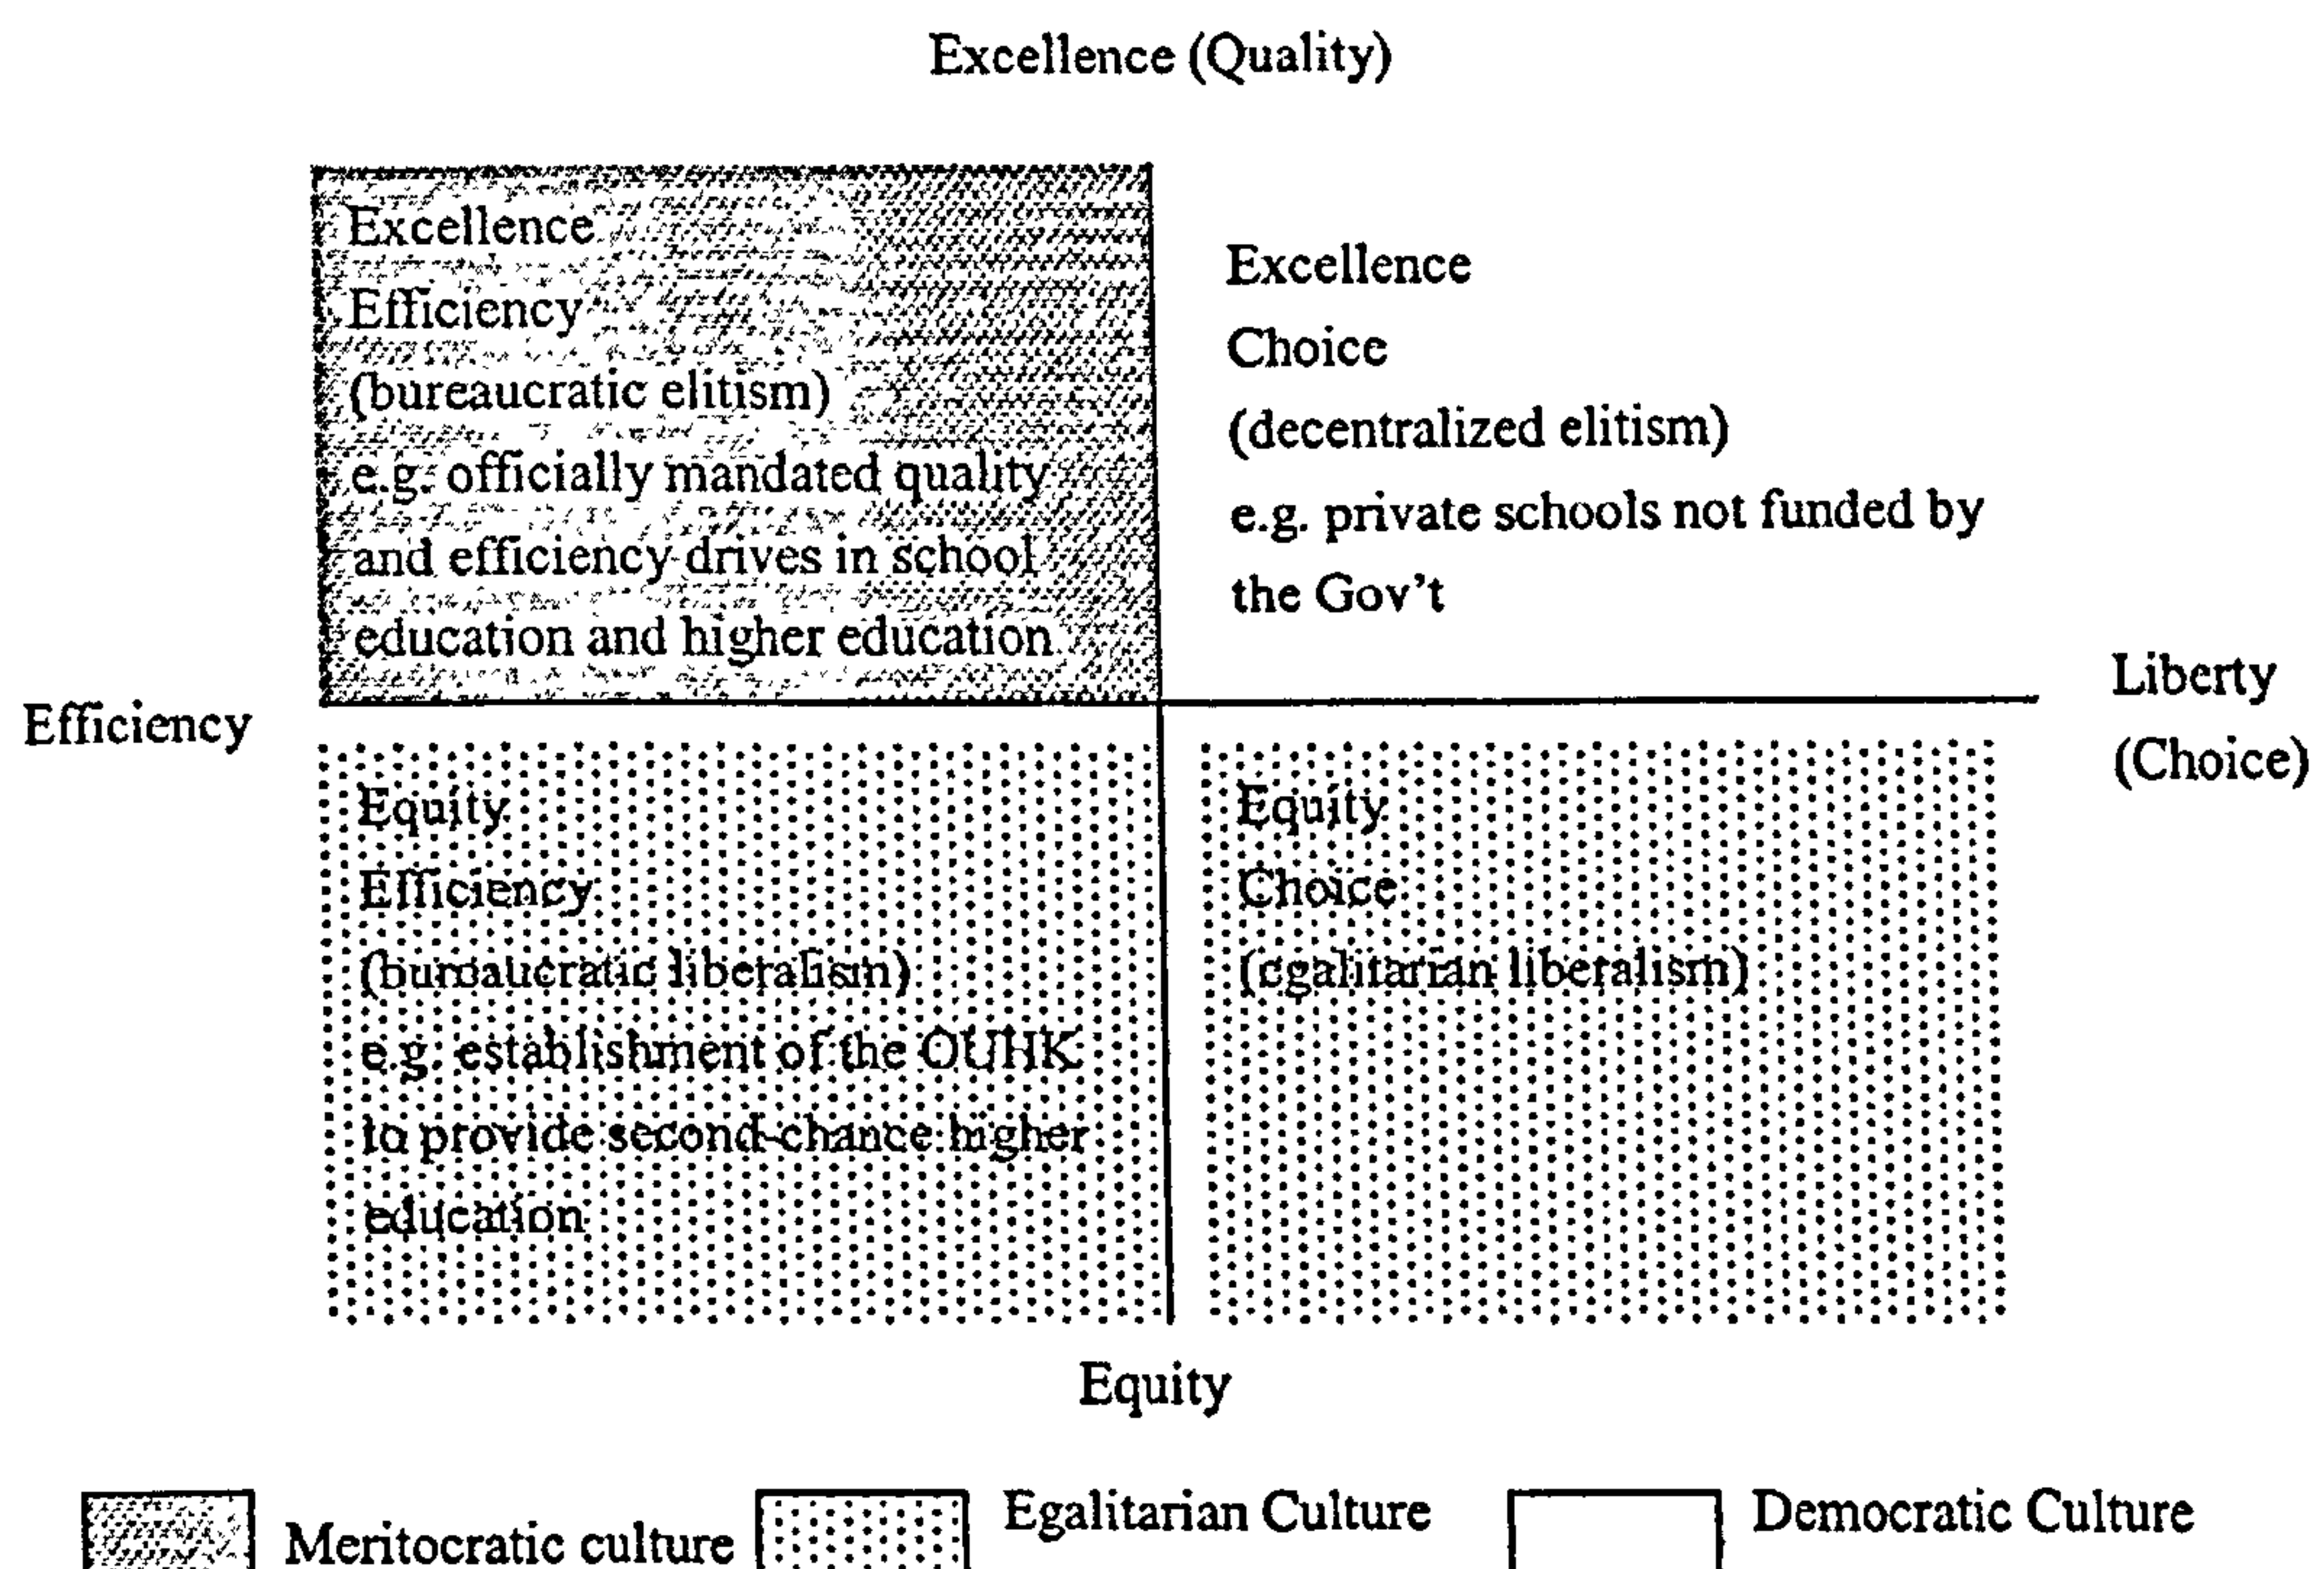 Excellence (Quality)
Excellence
Efficiency
(bureaucratic elitism)
e.g. officially mandated quality
and efficiency drives in school
education and higher education
Excellence
Choice
(decentralized elitism)
e.g. private schools not funded by
the Gov't
Efficiency
Liberty
(Choice)
Equity
Efficiency
(bureaucratic liberalism)
e.g. establishment of the OUHK
to provide second-chance higher
education
Equity
Choice
(egalitarian liberalism)
Equity
Meritocratic culture
Egalitarian Culture
Democratic Culture